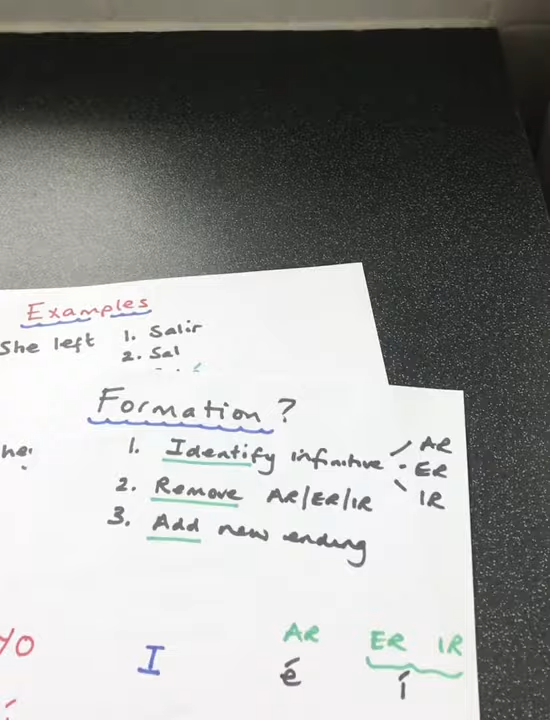 Examples
She left 1. Salir
2. Sal
Formation?
1. Identify infinitive AR
ER
IR
2. Remove AR/ER/IR
3. Add new ending
AR ER IR
YO I é í